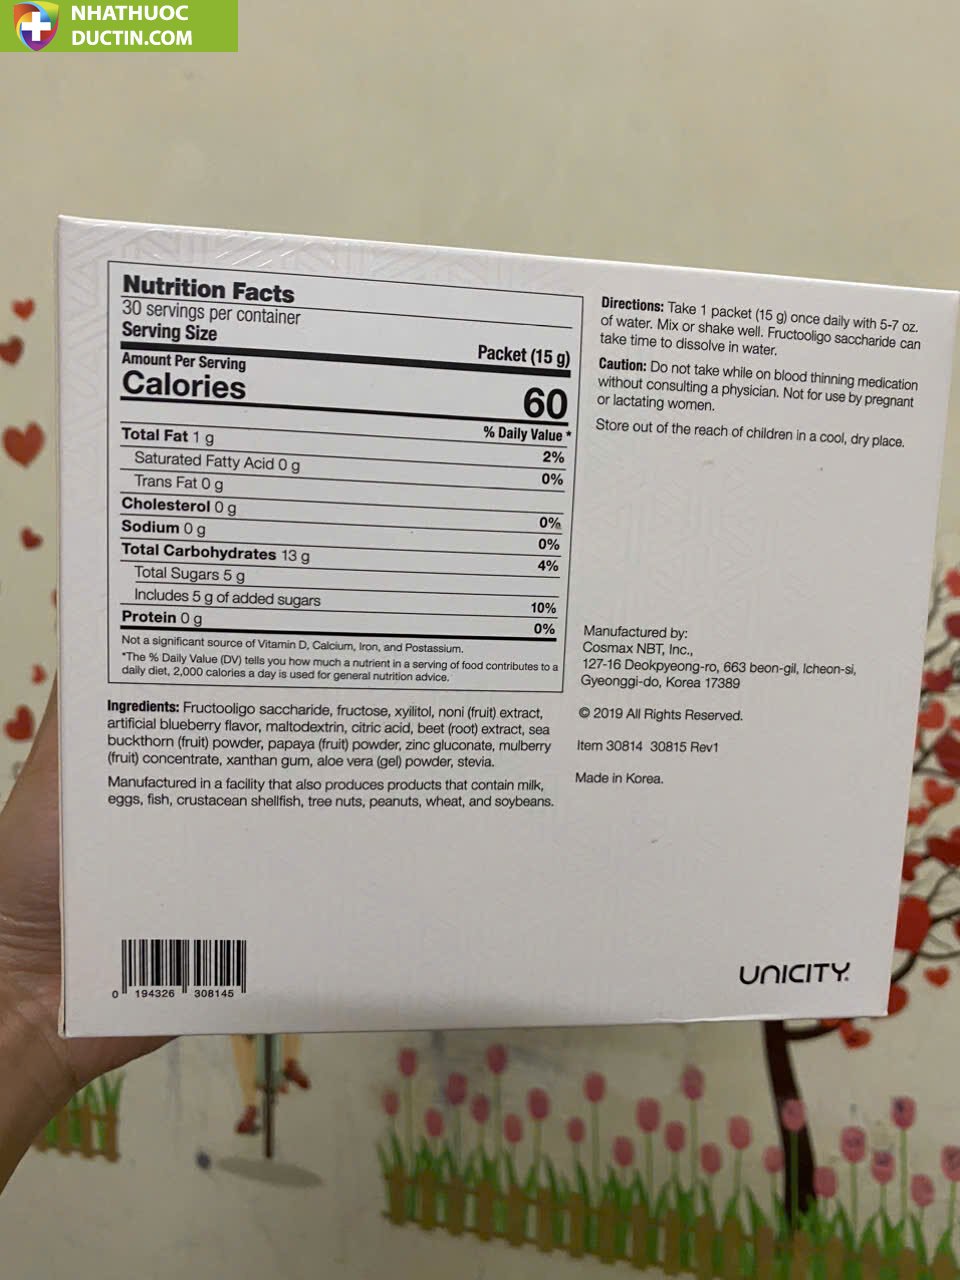 NHATHUOC
DUCTIN.COM
Nutrition Facts
30 servings per container
Serving Size Packet (15 g)
Amount Per Serving
Calories 60
% Daily Value *
Total Fat 1 g 2%
Saturated Fatty Acid 0 g 0%
Trans Fat 0 g
Cholesterol 0 g 0%
Sodium 0 g 0%
Total Carbohydrates 13 g 4%
Total Sugars 5 g
Includes 5 g of added sugars 10%
Protein 0 g 0%
Not a significant source of Vitamin D, Calcium, Iron, and Postassium.
*The % Daily Value (DV) tells you how much a nutrient in a serving of food contributes to a
daily diet, 2,000 calories a day is used for general nutrition advice.
Ingredients: Fructooligo saccharide, fructose, xylitol, noni (fruit) extract,
artificial blueberry flavor, maltodextrin, citric acid, beet (root) extract, sea
buckthorn (fruit) powder, papaya (fruit) powder, zinc gluconate, mulberry
(fruit) concentrate, xanthan gum, aloe vera (gel) powder, stevia.
Manufactured in a facility that also produces products that contain milk,
eggs, fish, crustacean shellfish, tree nuts, peanuts, wheat, and soybeans.
0 194326 308145
Directions: Take 1 packet (15 g) once daily with 5-7 oz.
of water. Mix or shake well. Fructooligo saccharide can
take time to dissolve in water.
Caution: Do not take while on blood thinning medication
without consulting a physician. Not for use by pregnant
or lactating women.
Store out of the reach of children in a cool, dry place.
Manufactured by:
Cosmax NBT, Inc.,
127-16 Deokpyeong-ro, 663 beon-gil, Icheon-si,
Gyeonggi-do, Korea 17389
© 2019 All Rights Reserved.
Item 30814 30815 Rev1
Made in Korea.
UNICITY.